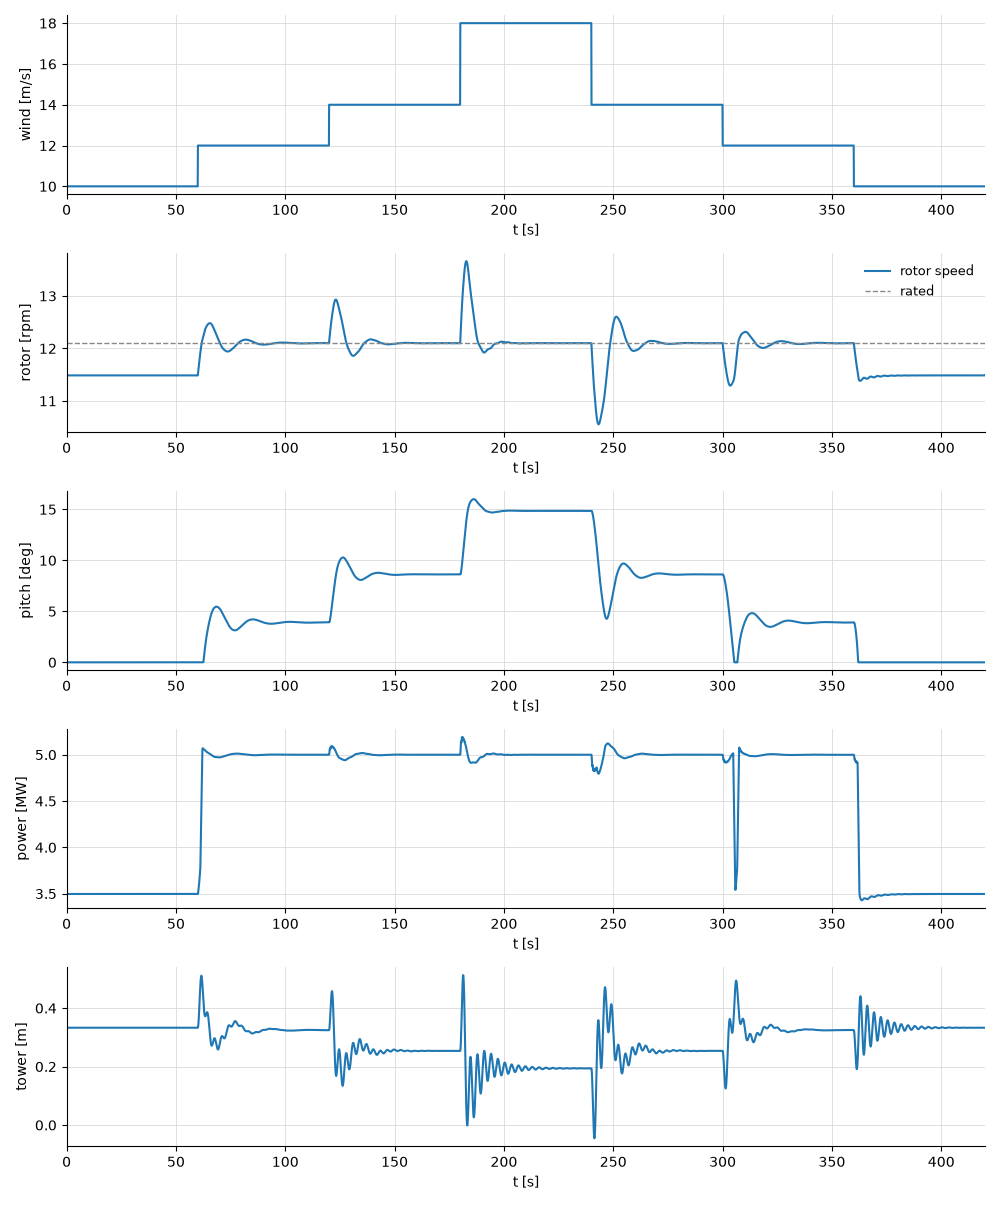 18
16
14
12
10
wind [m/s]
0 50 100 150 200 250 300 350 400
t [s]
13
12
11
rotor [rpm]
rotor speed
rated
0 50 100 150 200 250 300 350 400
t [s]
15
10
5
0
pitch [deg]
0 50 100 150 200 250 300 350 400
t [s]
5.0
4.5
4.0
3.5
power [MW]
0 50 100 150 200 250 300 350 400
t [s]
0.4
0.2
0.0
tower [m]
0 50 100 150 200 250 300 350 400
t [s]